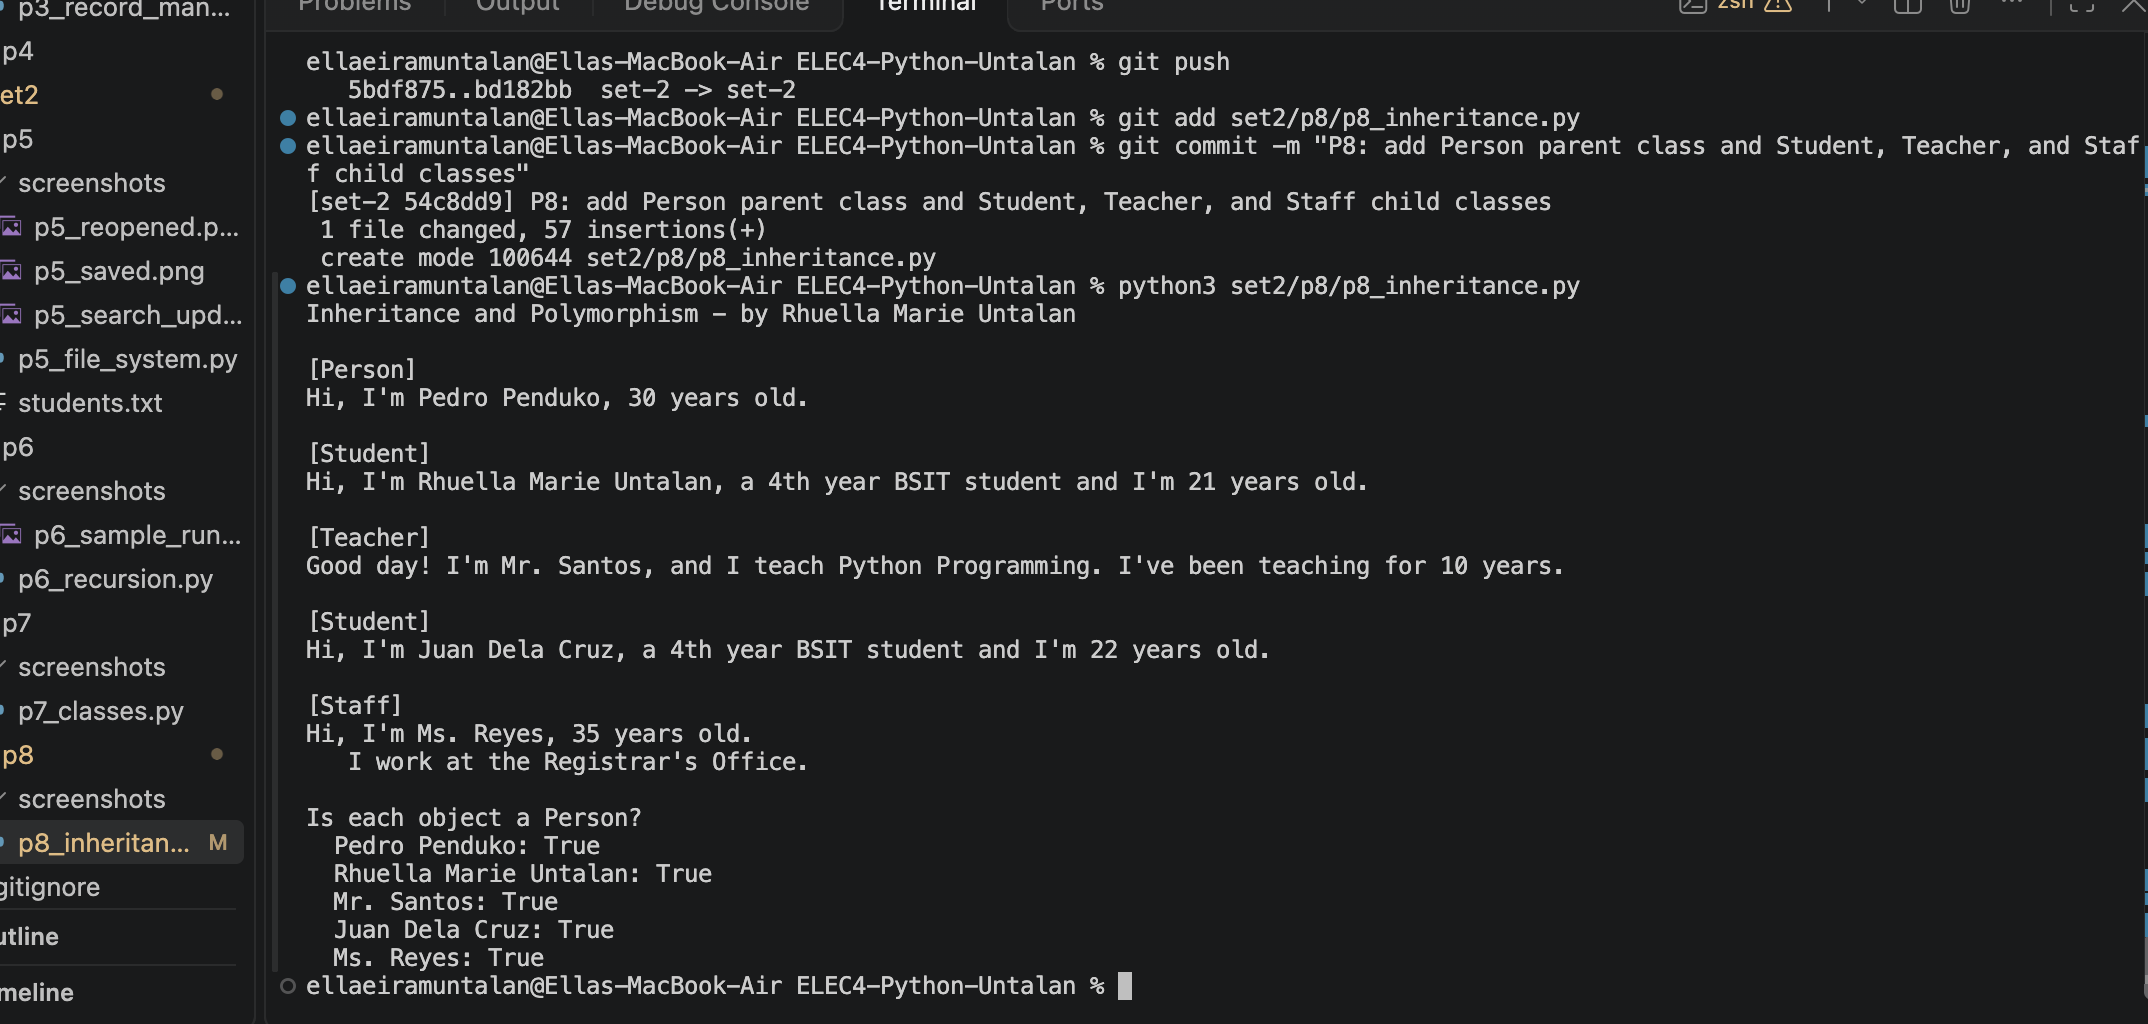 p3_record_man...
p4
et2
p5
screenshots
p5_reopened.p...
p5_saved.png
p5_search_upd...
p5_file_system.py
students.txt
p6
screenshots
p6_sample_run...
p6_recursion.py
p7
screenshots
p7_classes.py
p8
screenshots
p8_inheritan... M
gitignore
utline
meline
Problems Output Debug Console Terminal Ports
zsh
ellaeiramuntalan@Ellas-MacBook-Air ELEC4-Python-Untalan % git push
5bdf875..bd182bb  set-2 -> set-2
ellaeiramuntalan@Ellas-MacBook-Air ELEC4-Python-Untalan % git add set2/p8/p8_inheritance.py
ellaeiramuntalan@Ellas-MacBook-Air ELEC4-Python-Untalan % git commit -m "P8: add Person parent class and Student, Teacher, and Staf
f child classes"
[set-2 54c8dd9] P8: add Person parent class and Student, Teacher, and Staff child classes
1 file changed, 57 insertions(+)
create mode 100644 set2/p8/p8_inheritance.py
ellaeiramuntalan@Ellas-MacBook-Air ELEC4-Python-Untalan % python3 set2/p8/p8_inheritance.py
Inheritance and Polymorphism - by Rhuella Marie Untalan
[Person]
Hi, I'm Pedro Penduko, 30 years old.
[Student]
Hi, I'm Rhuella Marie Untalan, a 4th year BSIT student and I'm 21 years old.
[Teacher]
Good day! I'm Mr. Santos, and I teach Python Programming. I've been teaching for 10 years.
[Student]
Hi, I'm Juan Dela Cruz, a 4th year BSIT student and I'm 22 years old.
[Staff]
Hi, I'm Ms. Reyes, 35 years old.
I work at the Registrar's Office.
Is each object a Person?
Pedro Penduko: True
Rhuella Marie Untalan: True
Mr. Santos: True
Juan Dela Cruz: True
Ms. Reyes: True
ellaeiramuntalan@Ellas-MacBook-Air ELEC4-Python-Untalan %